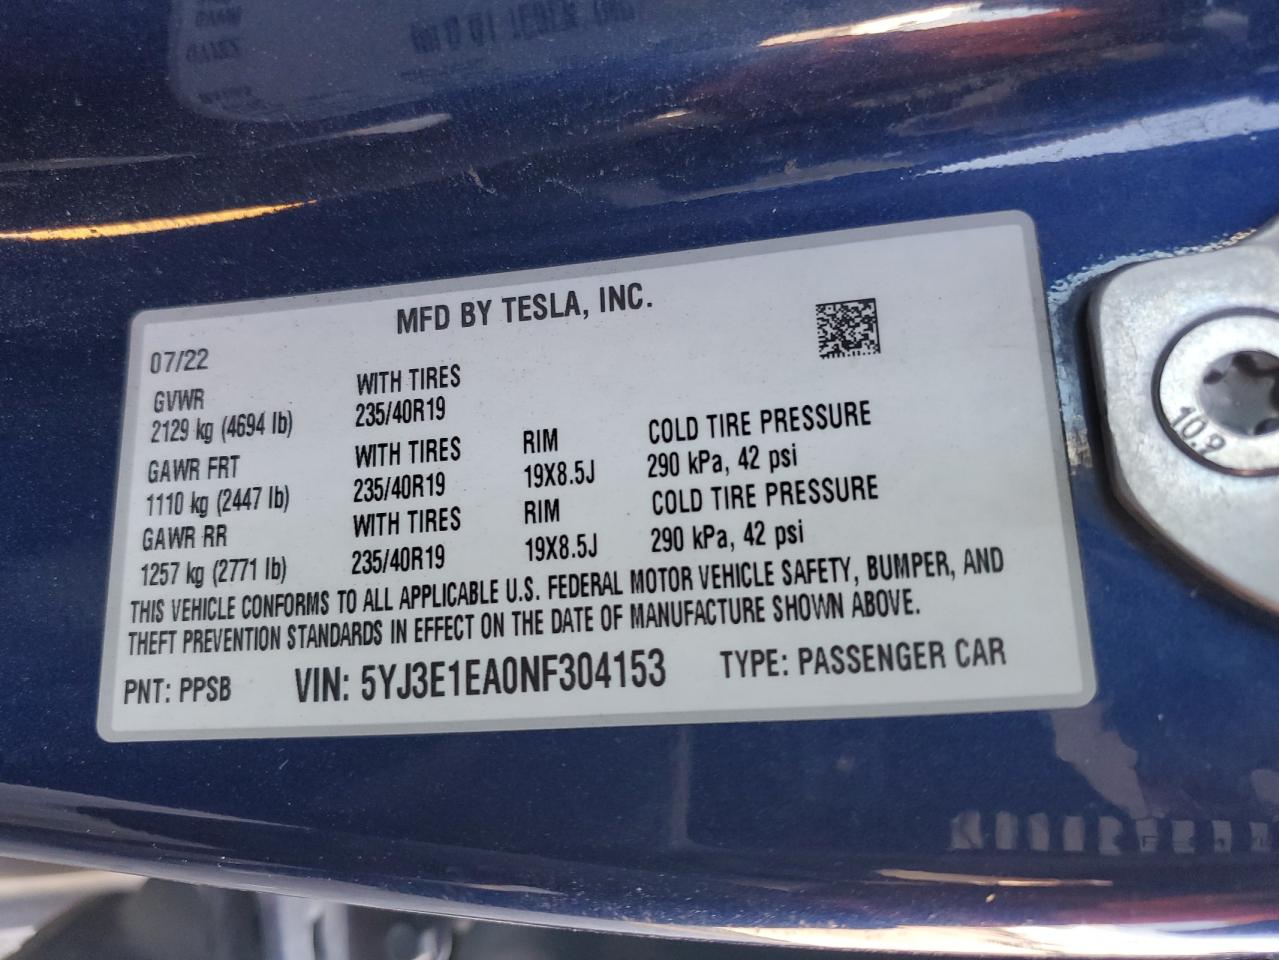 MFD BY TESLA, INC.
07/22
GVWR WITH TIRES
2129 kg (4694 lb) 235/40R19
GAWR FRT WITH TIRES RIM COLD TIRE PRESSURE
1110 kg (2447 lb) 235/40R19 19X8.5J 290 kPa, 42 psi
GAWR RR WITH TIRES RIM COLD TIRE PRESSURE
1257 kg (2771 lb) 235/40R19 19X8.5J 290 kPa, 42 psi
THIS VEHICLE CONFORMS TO ALL APPLICABLE U.S. FEDERAL MOTOR VEHICLE SAFETY, BUMPER, AND
THEFT PREVENTION STANDARDS IN EFFECT ON THE DATE OF MANUFACTURE SHOWN ABOVE.
PNT: PPSB VIN: 5YJ3E1EA0NF304153 TYPE: PASSENGER CAR
10.9